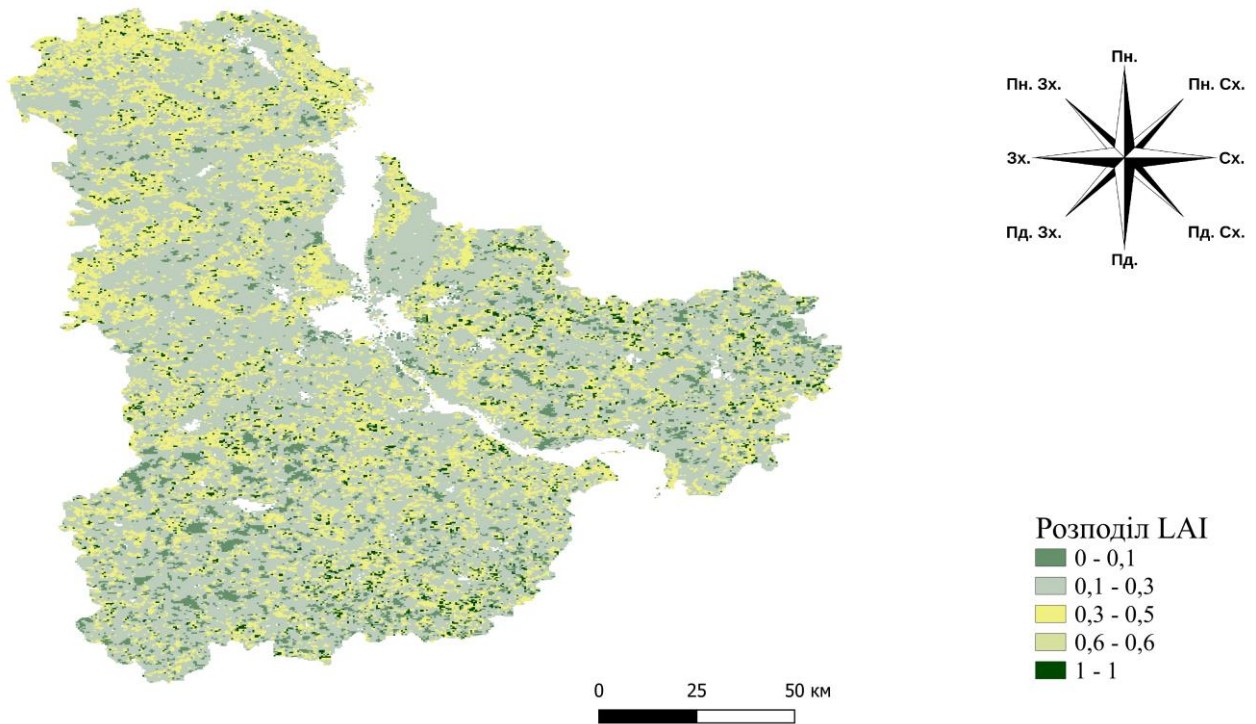 Пн.
Пн. Зх.
Пн. Сх.
Зх.
Сх.
Пд. Зх.
Пд. Сх.
Пд.
Розподіл LAI
0 - 0,1
0,1 - 0,3
0,3 - 0,5
0,6 - 0,6
1 - 1
0 25 50 км